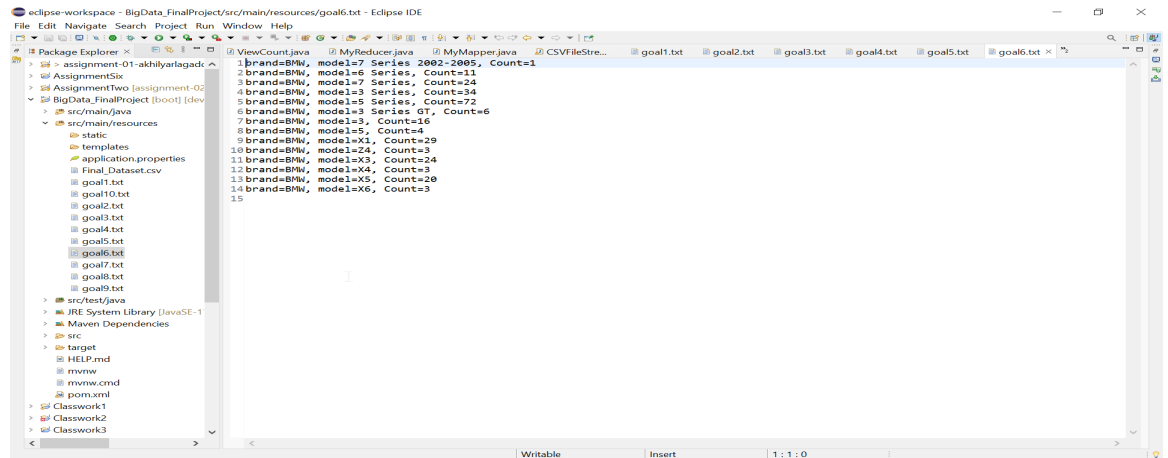 eclipse-workspace - BigData_FinalProject/src/main/resources/goal6.txt - Eclipse IDE
File Edit Navigate Search Project Run Window Help
Package Explorer
ViewCount.java MyReducer.java MyMapper.java CSVFileStre... goal1.txt goal2.txt goal3.txt goal4.txt goal5.txt goal6.txt
> assignment-01-akhilyarlagadc
AssignmentSix
AssignmentTwo [assignment-02
BigData_FinalProject [boot] [dev
src/main/java
src/main/resources
static
templates
application.properties
Final_Dataset.csv
goal1.txt
goal10.txt
goal2.txt
goal3.txt
goal4.txt
goal5.txt
goal6.txt
goal7.txt
goal8.txt
goal9.txt
src/test/java
JRE System Library [JavaSE-1
Maven Dependencies
src
target
HELP.md
mvnw
mvnw.cmd
pom.xml
Classwork1
Classwork2
Classwork3
1 brand=BMW, model=7 Series 2002-2005, Count=1
2 brand=BMW, model=6 Series, Count=11
3 brand=BMW, model=7 Series, Count=24
4 brand=BMW, model=3 Series, Count=34
5 brand=BMW, model=5 Series, Count=72
6 brand=BMW, model=3 Series GT, Count=6
7 brand=BMW, model=3, Count=16
8 brand=BMW, model=5, Count=4
9 brand=BMW, model=X1, Count=29
10 brand=BMW, model=Z4, Count=3
11 brand=BMW, model=X3, Count=24
12 brand=BMW, model=X4, Count=3
13 brand=BMW, model=X5, Count=20
14 brand=BMW, model=X6, Count=3
15
Writable Insert 1 : 1 : 0